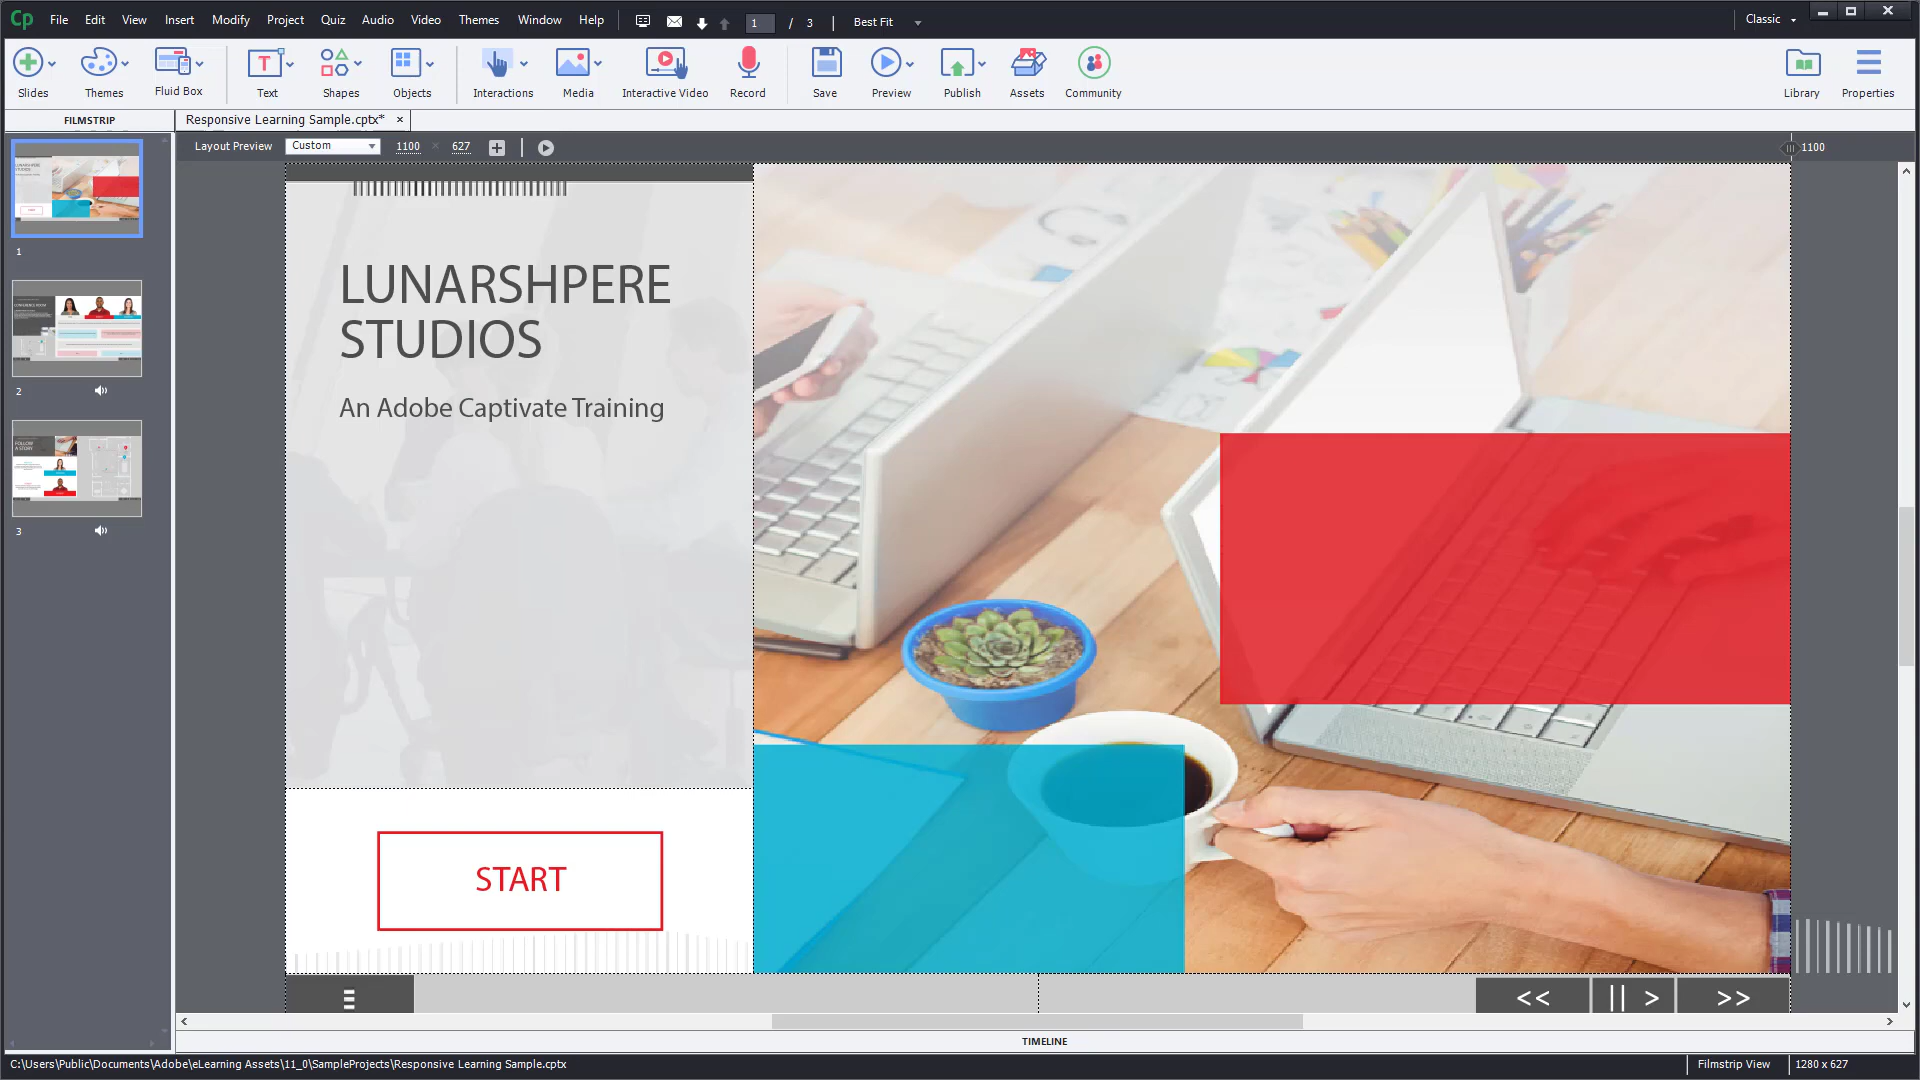 Cp File Edit View Insert Modify Project Quiz Audio Video Themes Window Help 1 / 3 Best Fit Classic
Slides Themes Fluid Box Text Shapes Objects Interactions Media Interactive Video Record Save Preview Publish Assets Community Library Properties
FILMSTRIP Responsive Learning Sample.cptx* ×
Layout Preview Custom 1100 × 627 1100
1
2
3
LUNARSHPERE
STUDIOS
An Adobe Captivate Training
START
<< || > >>
TIMELINE
C:\Users\Public\Documents\Adobe\eLearning Assets\11_0\SampleProjects\Responsive Learning Sample.cptx Filmstrip View 1280 x 627